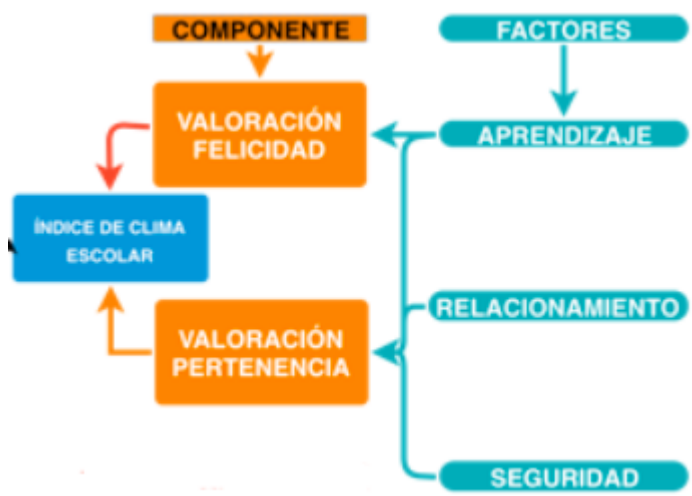 COMPONENTE
FACTORES
VALORACIÓN
FELICIDAD
APRENDIZAJE
ÍNDICE DE CLIMA
ESCOLAR
RELACIONAMIENTO
VALORACIÓN
PERTENENCIA
SEGURIDAD